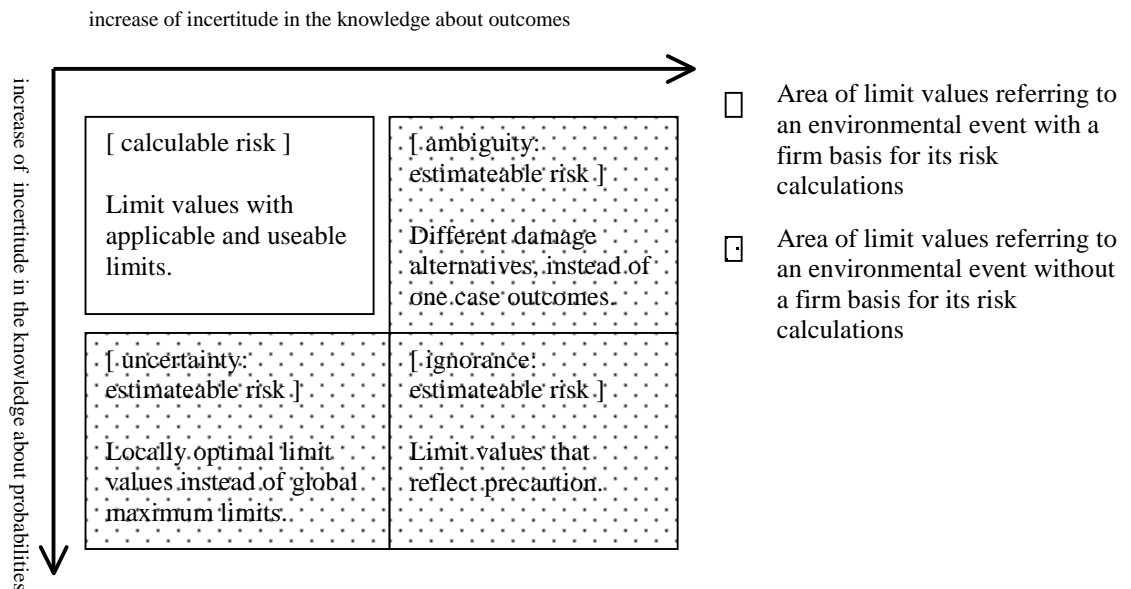 increase of incertitude in the knowledge about outcomes
increase of incertitude in the knowledge about probabilities
[ calculable risk ]
Limit values with
applicable and useable
limits.
[ ambiguity:
estimateable risk ]
Different damage
alternatives, instead of
one case outcomes.
[ uncertainty:
estimateable risk ]
Locally optimal limit
values instead of global
maximum limits.
[ ignorance:
estimateable risk ]
Limit values that
reflect precaution.
Area of limit values referring to
an environmental event with a
firm basis for its risk
calculations
Area of limit values referring to
an environmental event without
a firm basis for its risk
calculations